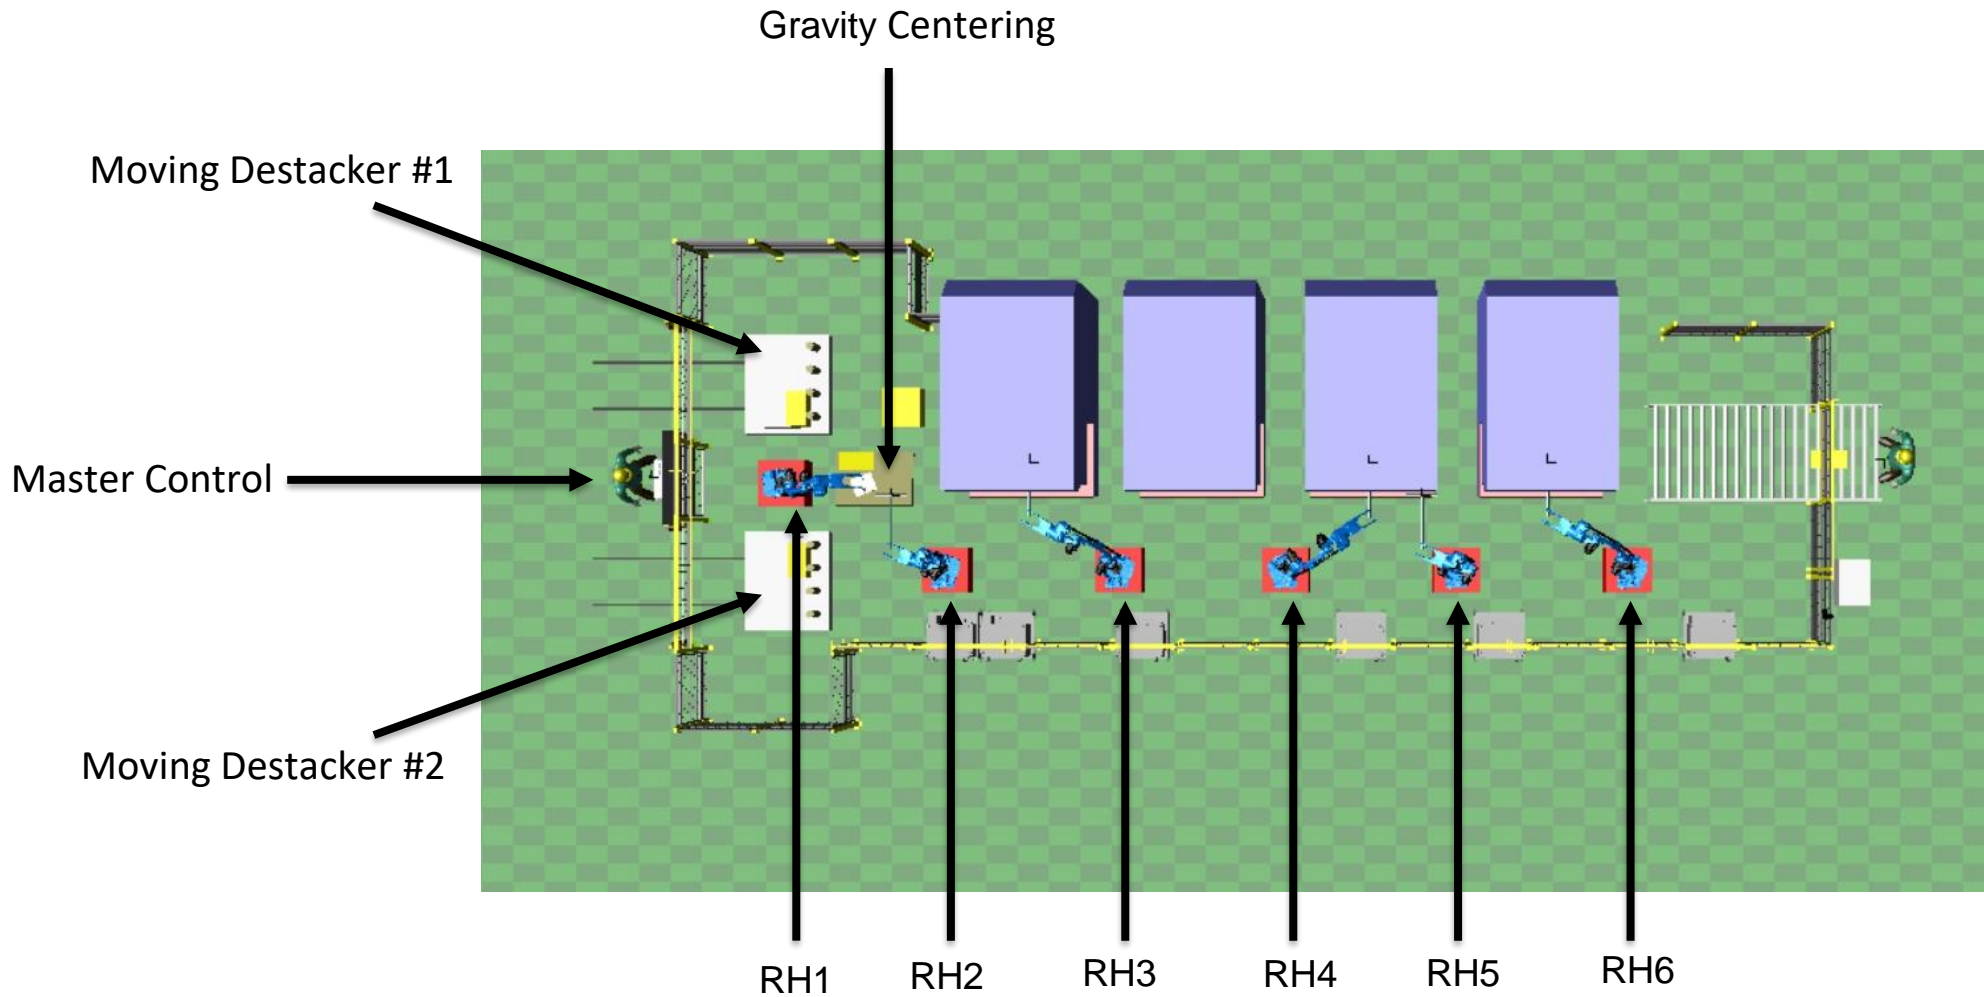 Gravity Centering
Moving Destacker #1
Master Control
Moving Destacker #2
RH1
RH2
RH3
RH4
RH5
RH6